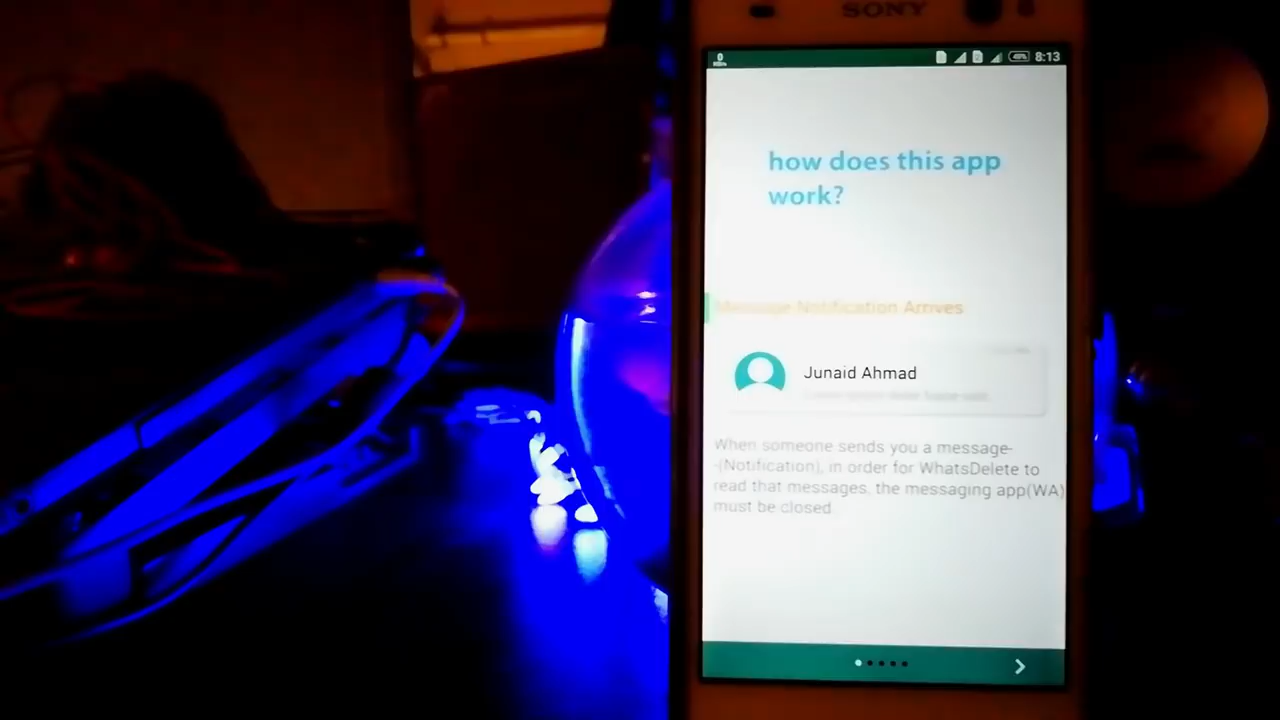 SONY
8:13
how does this app
work?
Message Notification Arrives
Junaid Ahmad
When someone sends you a message-
-(Notification), in order for WhatsDelete to
read that messages, the messaging app(WA)
must be closed